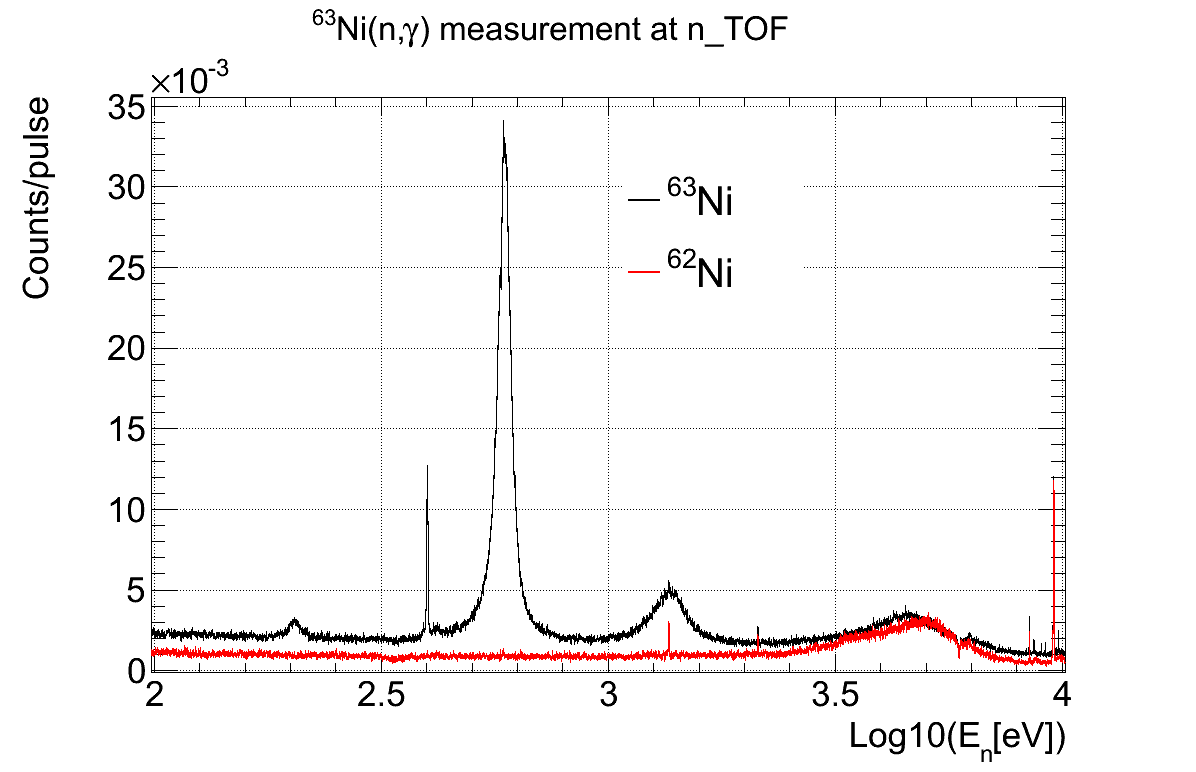 ⁶³Ni(n,γ) measurement at n_TOF
×10⁻³
Counts/pulse
35
30
25
20
15
10
5
0
⁶³Ni
⁶²Ni
2 2.5 3 3.5 4
Log10(Eₙ[eV])